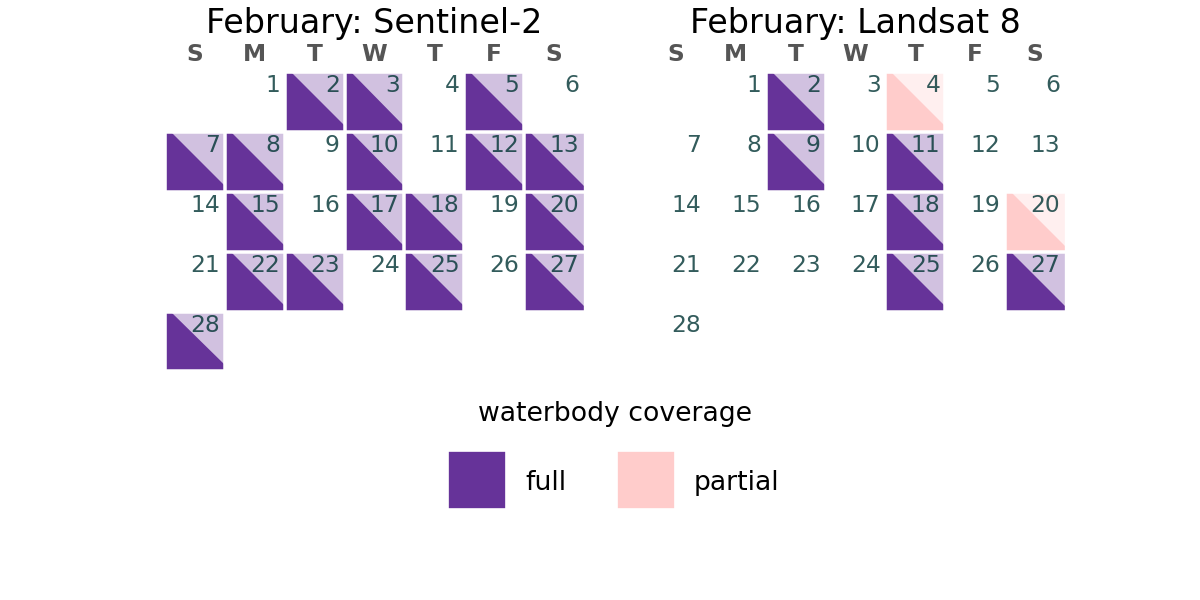 February: Sentinel-2
S M T W T F S
1 2 3 4 5 6
7 8 9 10 11 12 13
14 15 16 17 18 19 20
21 22 23 24 25 26 27
28
February: Landsat 8
S M T W T F S
1 2 3 4 5 6
7 8 9 10 11 12 13
14 15 16 17 18 19 20
21 22 23 24 25 26 27
28
waterbody coverage
full partial